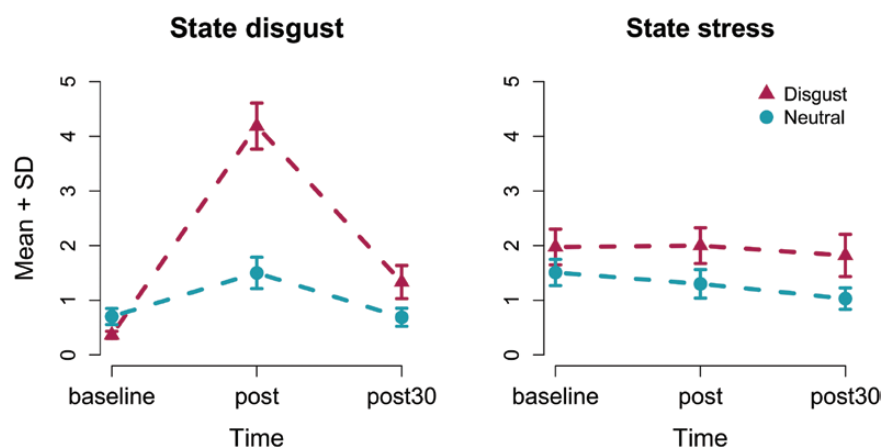 State disgust
State stress
Mean + SD
5
4
3
2
1
0
baseline
post
post30
Time
5
4
3
2
1
0
Disgust
Neutral
baseline
post
post30
Time